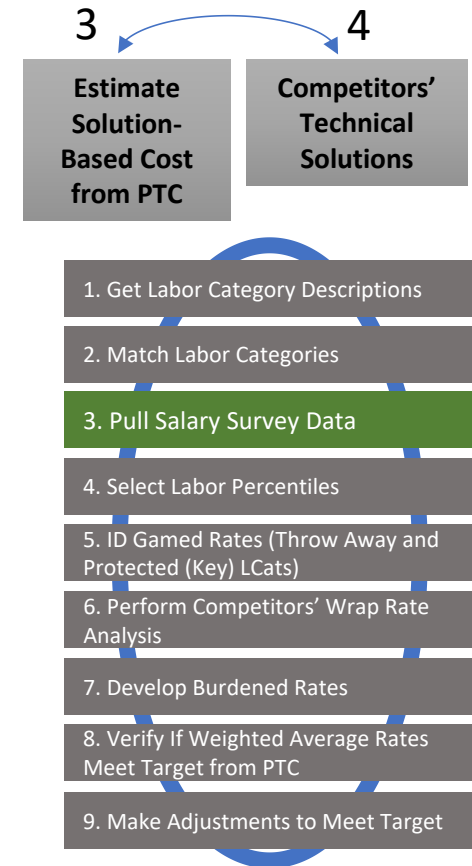 3
4
Estimate
Solution-
Based Cost
from PTC
Competitors’
Technical
Solutions
1. Get Labor Category Descriptions
2. Match Labor Categories
3. Pull Salary Survey Data
4. Select Labor Percentiles
5. ID Gamed Rates (Throw Away and
Protected (Key) LCats)
6. Perform Competitors’ Wrap Rate
Analysis
7. Develop Burdened Rates
8. Verify If Weighted Average Rates
Meet Target from PTC
9. Make Adjustments to Meet Target